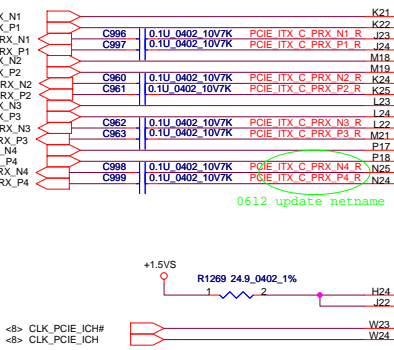 _N1 K21
_P1 K22
RX_N1 C996 0.1U_0402_10V7K PCIE_ITX_C_PRX_N1_R J23
RX_P1 C997 0.1U_0402_10V7K PCIE_ITX_C_PRX_P1_R J24
X_N2 M18
X_P2 M19
RX_N2 C960 0.1U_0402_10V7K PCIE_ITX_C_PRX_N2_R K24
RX_P2 C961 0.1U_0402_10V7K PCIE_ITX_C_PRX_P2_R K25
X_N3 L23
X_P3 L24
RX_N3 C962 0.1U_0402_10V7K PCIE_ITX_C_PRX_N3_R L22
RX_P3 C963 0.1U_0402_10V7K PCIE_ITX_C_PRX_P3_R M21
_N4 P17
_P4 P18
RX_N4 C998 0.1U_0402_10V7K PCIE_ITX_C_PRX_N4_R N25
RX_P4 C999 0.1U_0402_10V7K PCIE_ITX_C_PRX_P4_R N24
0612 update netname
+1.5VS
R1269 24.9_0402_1%
1 2 H24
J22
<8> CLK_PCIE_ICH# W23
<8> CLK_PCIE_ICH W24